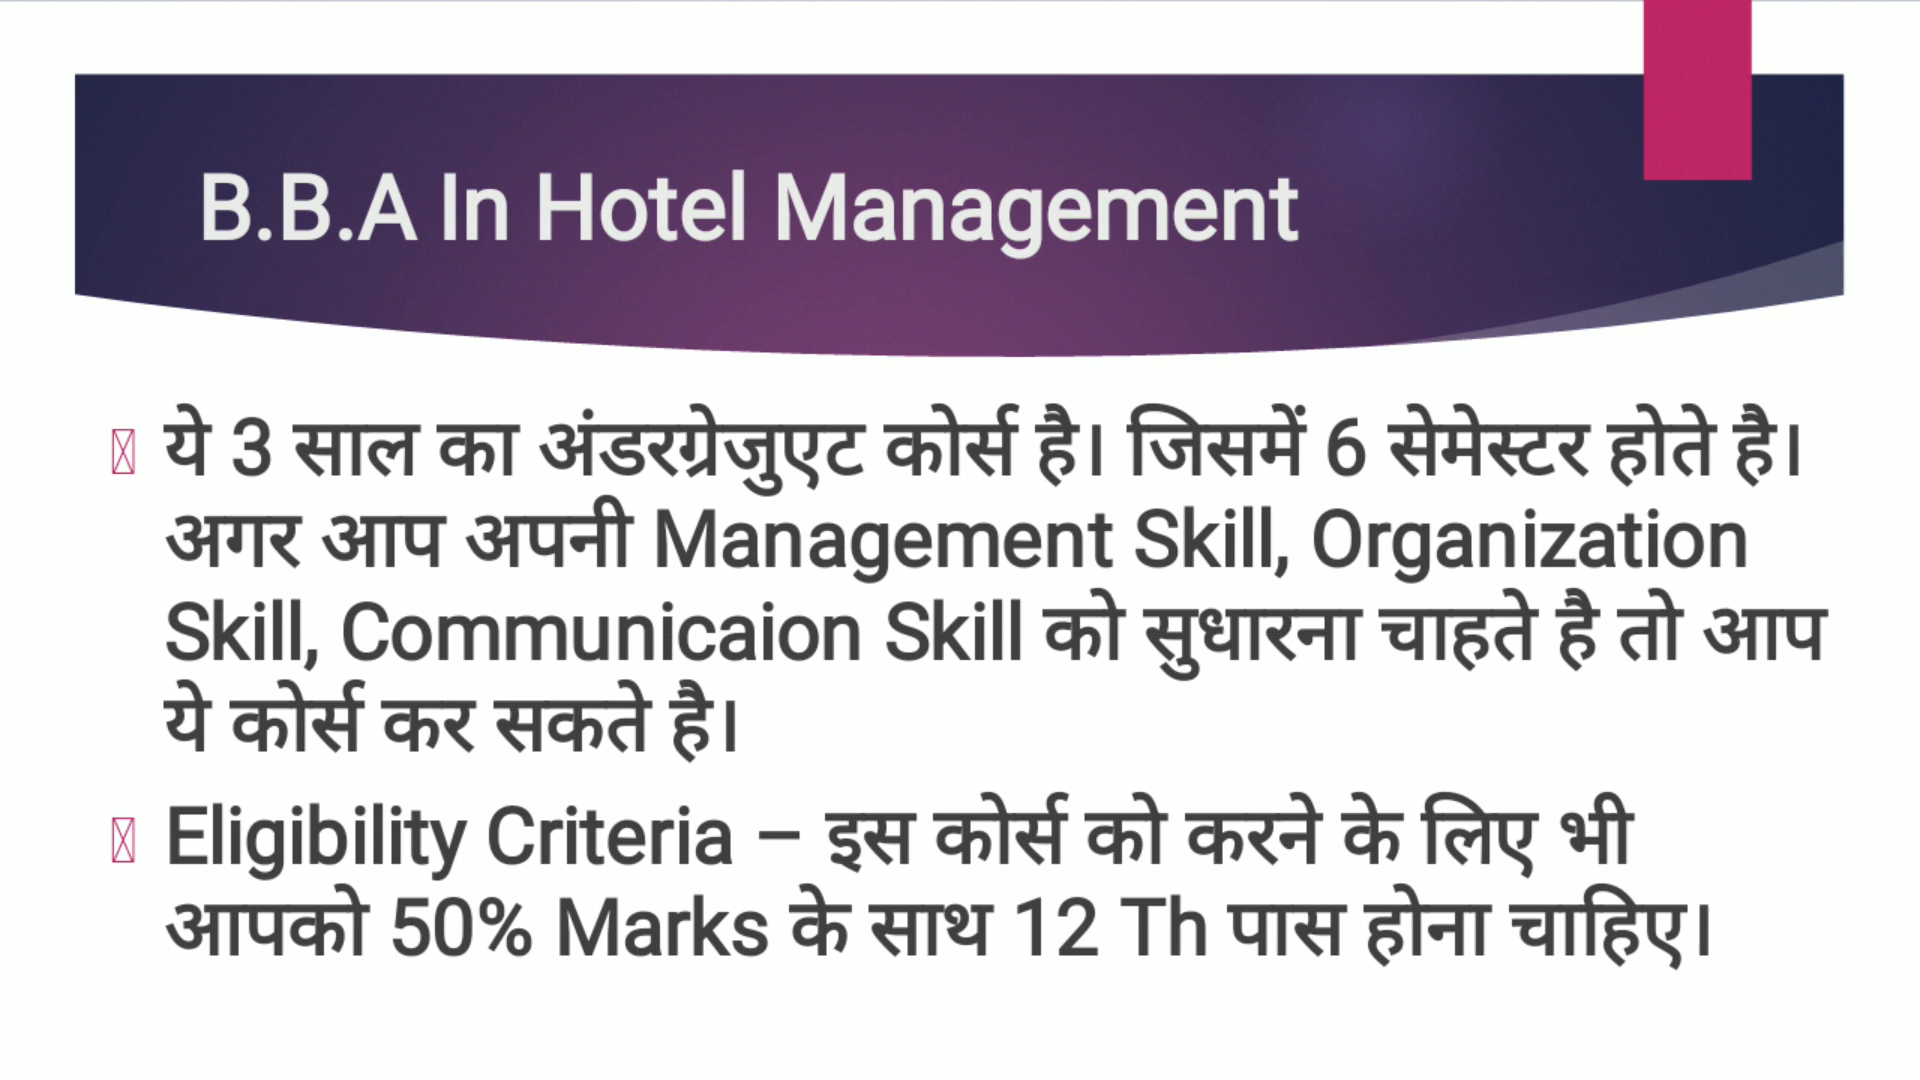 B.B.A In Hotel Management
ये 3 साल का अंडरग्रेजुएट कोर्स है। जिसमें 6 सेमेस्टर होते है।
अगर आप अपनी Management Skill, Organization
Skill, Communicaion Skill को सुधारना चाहते है तो आप
ये कोर्स कर सकते है।
Eligibility Criteria – इस कोर्स को करने के लिए भी
आपको 50% Marks के साथ 12 Th पास होना चाहिए।